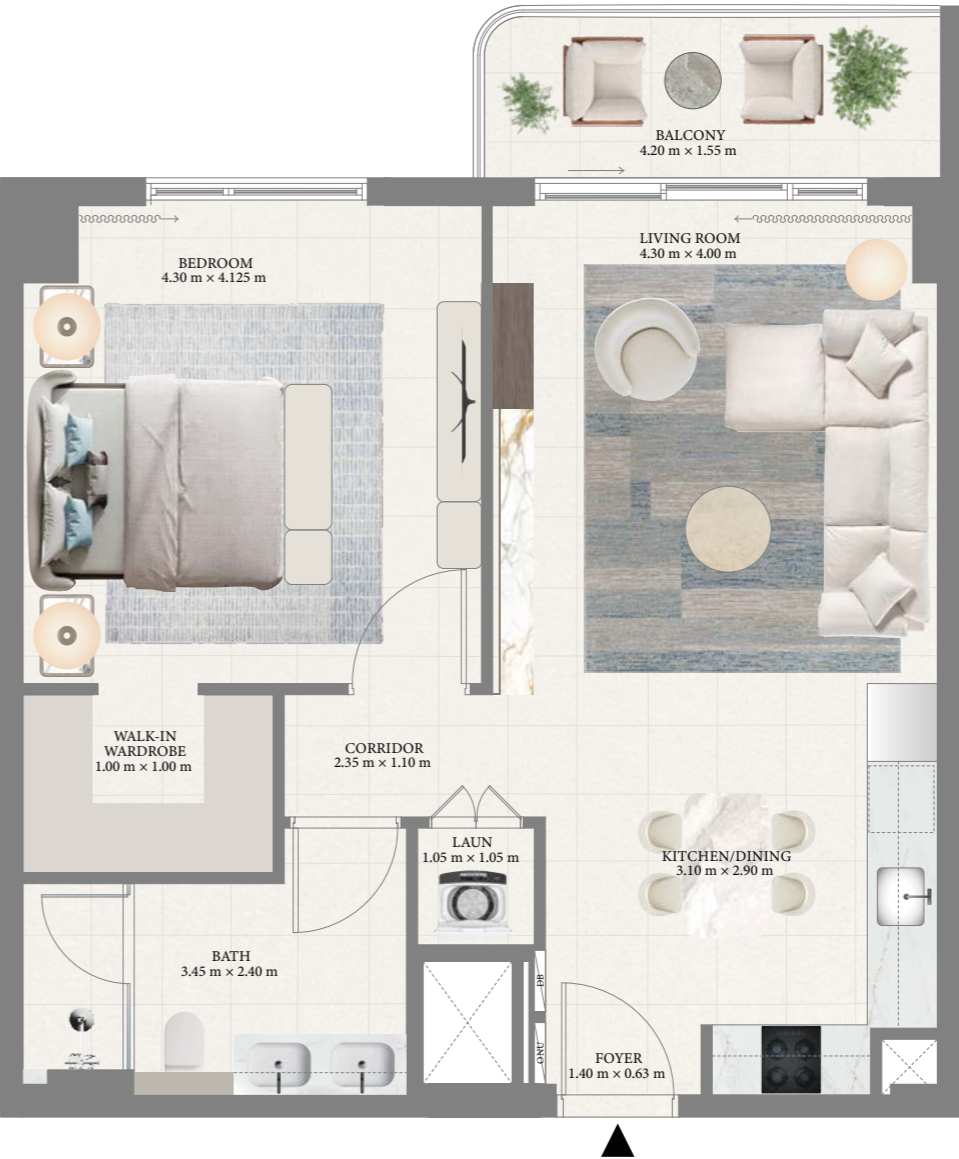 BALCONY
4.20 m × 1.55 m
LIVING ROOM
4.30 m × 4.00 m
BEDROOM
4.30 m × 4.125 m
WALK-IN
WARDROBE
1.00 m × 1.00 m
CORRIDOR
2.35 m × 1.10 m
LAUN
1.05 m × 1.05 m
KITCHEN/DINING
3.10 m × 2.90 m
BATH
3.45 m × 2.40 m
DB
ONU
FOYER
1.40 m × 0.63 m